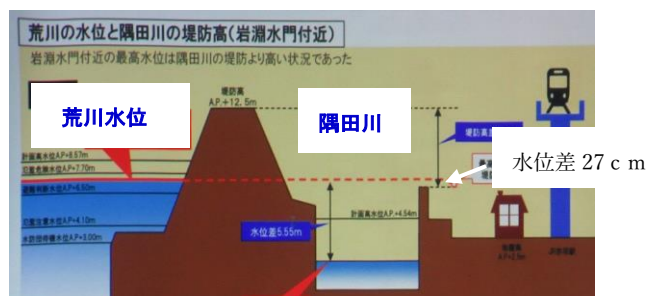 荒川の水位と隅田川の堤防高(岩淵水門付近)
岩淵水門付近の最高水位は隅田川の堤防より高い状況であった
堤防高
A.P.+12.5m
荒川水位
隅田川
水位差27cm
計画高水位A.P.+8.57m
氾濫危険水位A.P.+7.70m
避難判断水位A.P.+6.50m
氾濫注意水位A.P.+4.10m
水防団待機水位A.P.+3.00m
計画高水位A.P.+4.54m
水位差5.55m